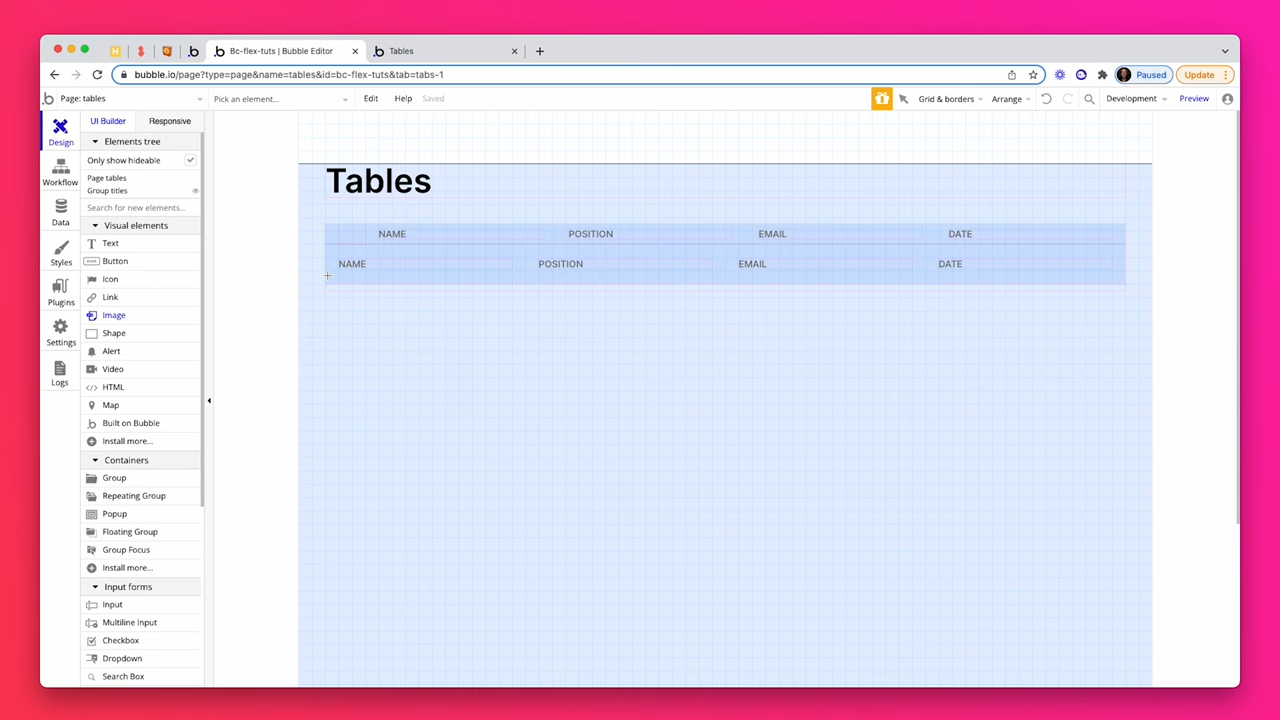 Bc-flex-tuts | Bubble Editor
Tables
bubble.io/page?type=page&name=tables&id=bc-flex-tuts&tab=tabs-1
Paused
Update
Page: tables
Pick an element...
Edit
Help
Saved
Grid & borders
Arrange
Development
Preview
Design
Workflow
Data
Styles
Plugins
Settings
Logs
UI Builder
Responsive
Elements tree
Only show hideable
Page tables
Group titles
Search for new elements...
Visual elements
Text
Button
Icon
Link
Image
Shape
Alert
Video
HTML
Map
Built on Bubble
Install more...
Containers
Group
Repeating Group
Popup
Floating Group
Group Focus
Install more...
Input forms
Input
Multiline Input
Checkbox
Dropdown
Search Box
Tables
NAME POSITION EMAIL DATE
NAME POSITION EMAIL DATE